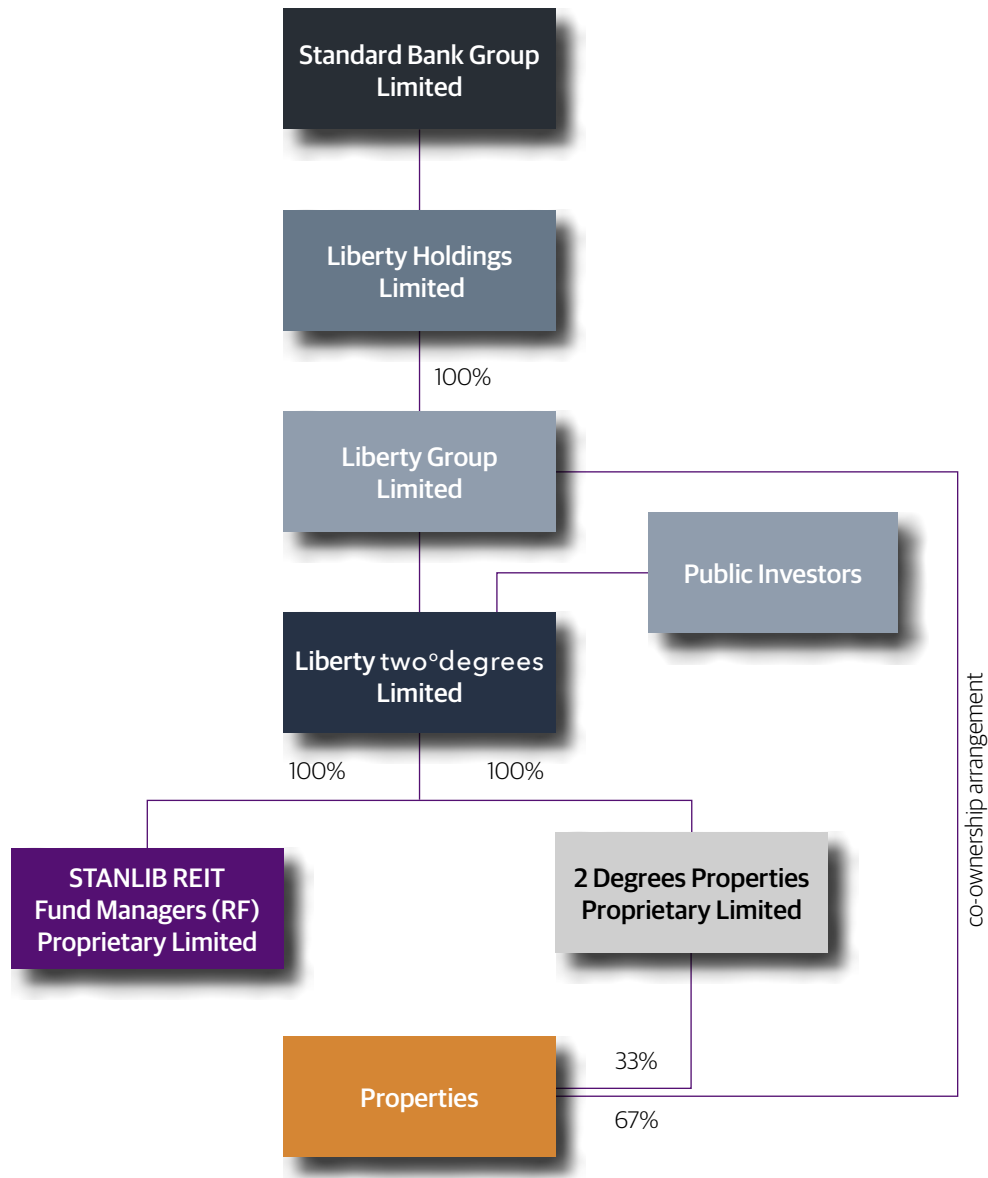 Standard Bank Group
Limited
Liberty Holdings
Limited
100%
Liberty Group
Limited
Public Investors
Liberty two°degrees
Limited
co-ownership arrangement
100%
100%
STANLIB REIT
Fund Managers (RF)
Proprietary Limited
2 Degrees Properties
Proprietary Limited
33%
Properties
67%